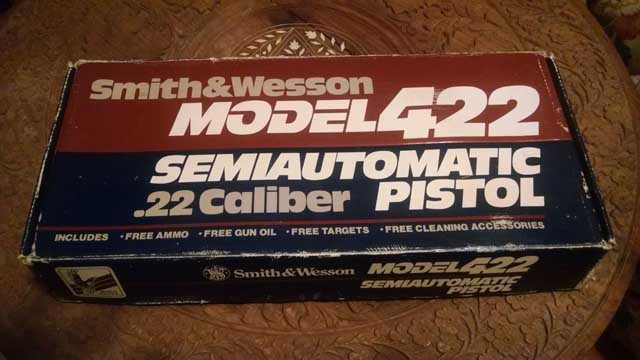 Smith&Wesson
MODEL422
SEMIAUTOMATIC
.22 Caliber PISTOL
INCLUDES •FREE AMMO •FREE GUN OIL •FREE TARGETS •FREE CLEANING ACCESSORIES
Smith&Wesson MODEL422
SEMIAUTOMATIC
PISTOL